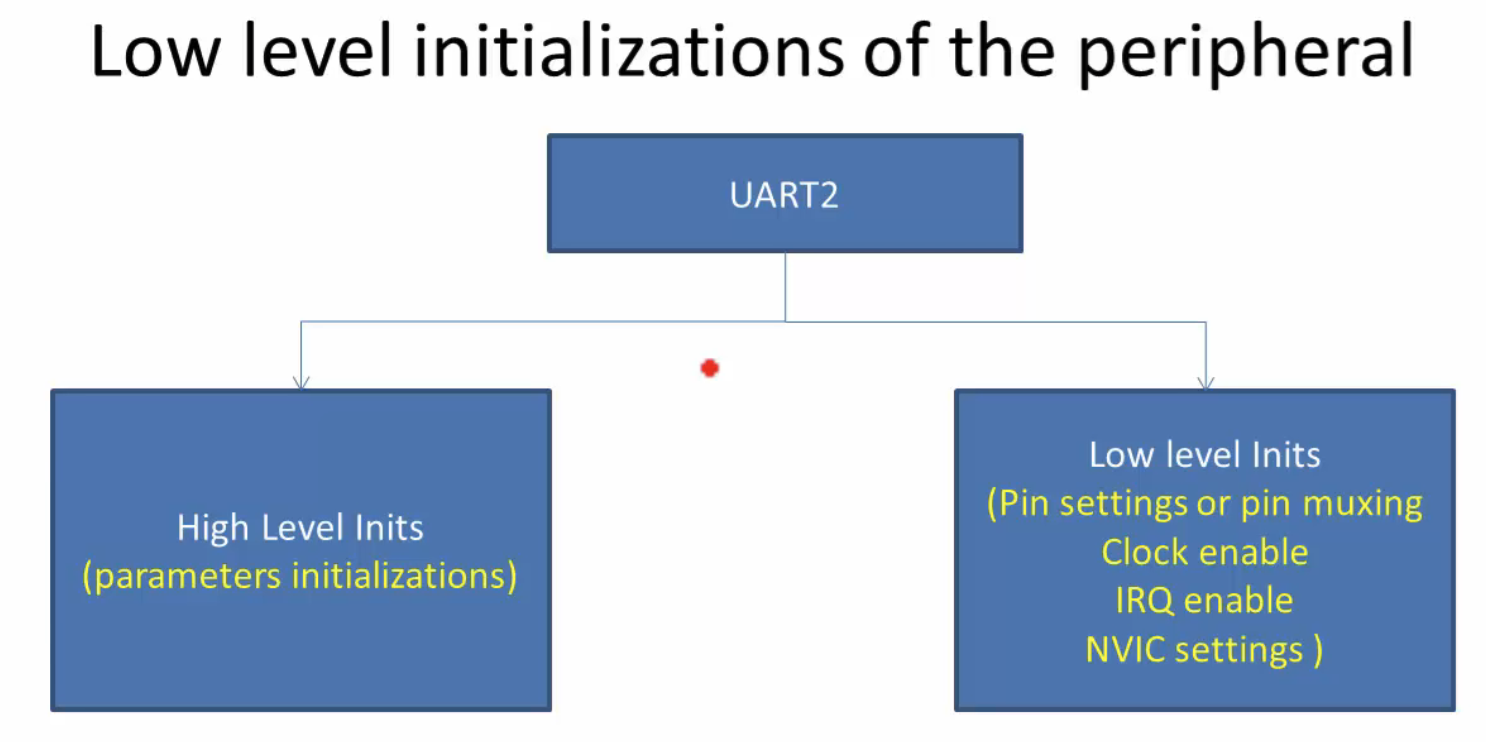 Low level initializations of the peripheral
UART2
High Level Inits
(parameters initializations)
Low level Inits
(Pin settings or pin muxing
Clock enable
IRQ enable
NVIC settings )